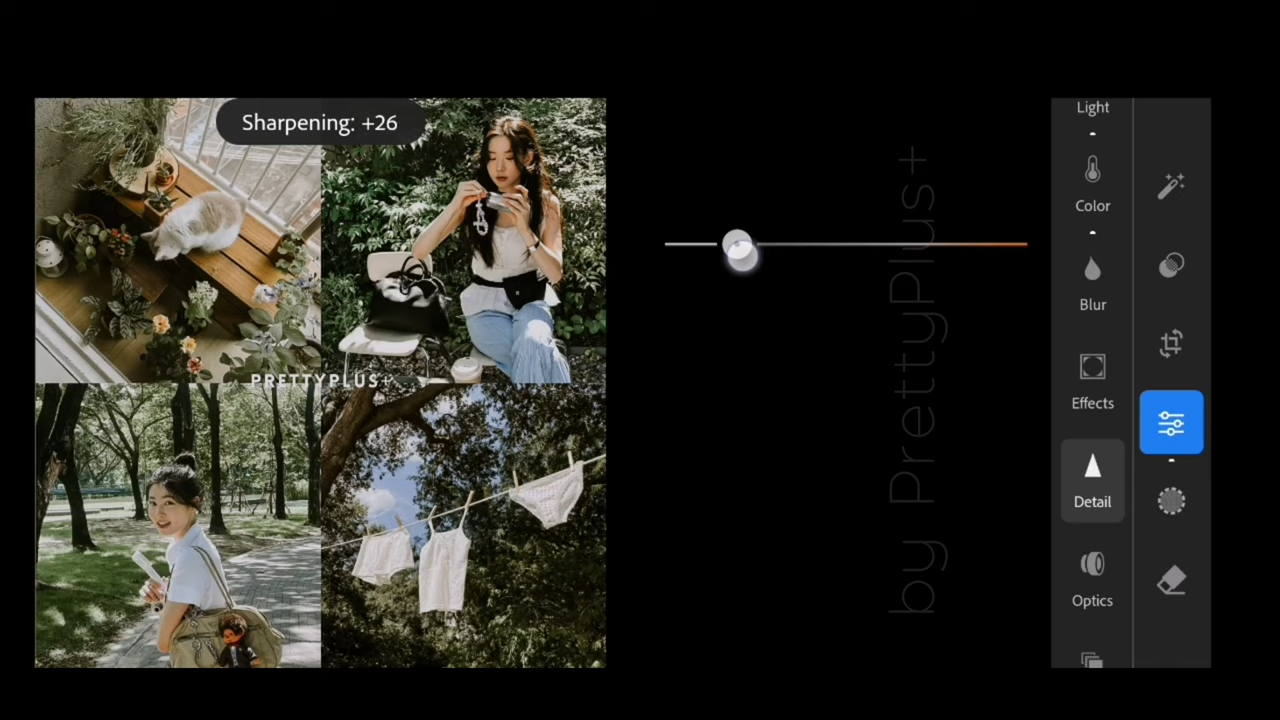 Sharpening: +26
PRETTYPLUS+
by PrettyPlus+
Light
Color
Blur
Effects
Detail
Optics